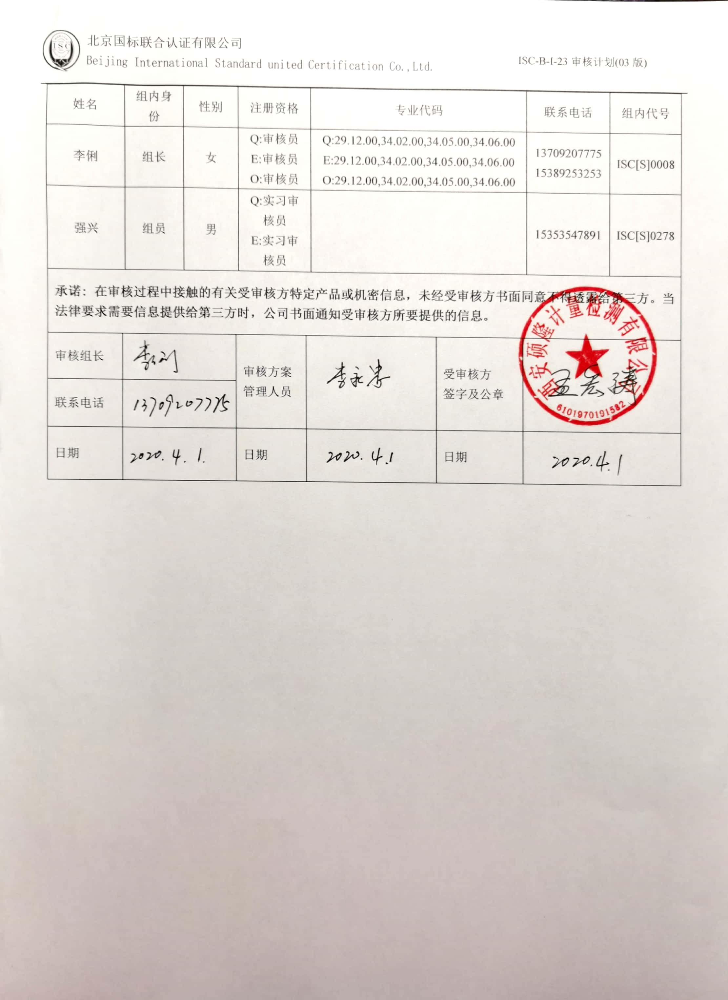 ISC
北京国标联合认证有限公司
Beijing International Standard united Certification Co.,Ltd.
ISC-B-I-23 审核计划(03 版)
姓名 组内身份 性别 注册资格 专业代码 联系电话 组内代号
李俐 组长 女
Q:审核员 Q:29.12.00,34.02.00,34.05.00,34.06.00
E:审核员 E:29.12.00,34.02.00,34.05.00,34.06.00
O:审核员 O:29.12.00,34.02.00,34.05.00,34.06.00
13709207775
15389253253
ISC[S]0008
强兴 组员 男
Q:实习审
核员
E:实习审
核员
15353547891 ISC[S]0278
承诺：在审核过程中接触的有关受审核方特定产品或机密信息，未经受审核方书面同意不得透露给第三方。当
法律要求需要信息提供给第三方时，公司书面通知受审核方所要提供的信息。
审核组长 李俐
联系电话 13709207775
审核方案
管理人员
李永忠
受审核方
签字及公章
西安硕隆计量检测有限公司
6101970191582
日期 2020.4.1. 日期 2020.4.1 日期 2020.4.1